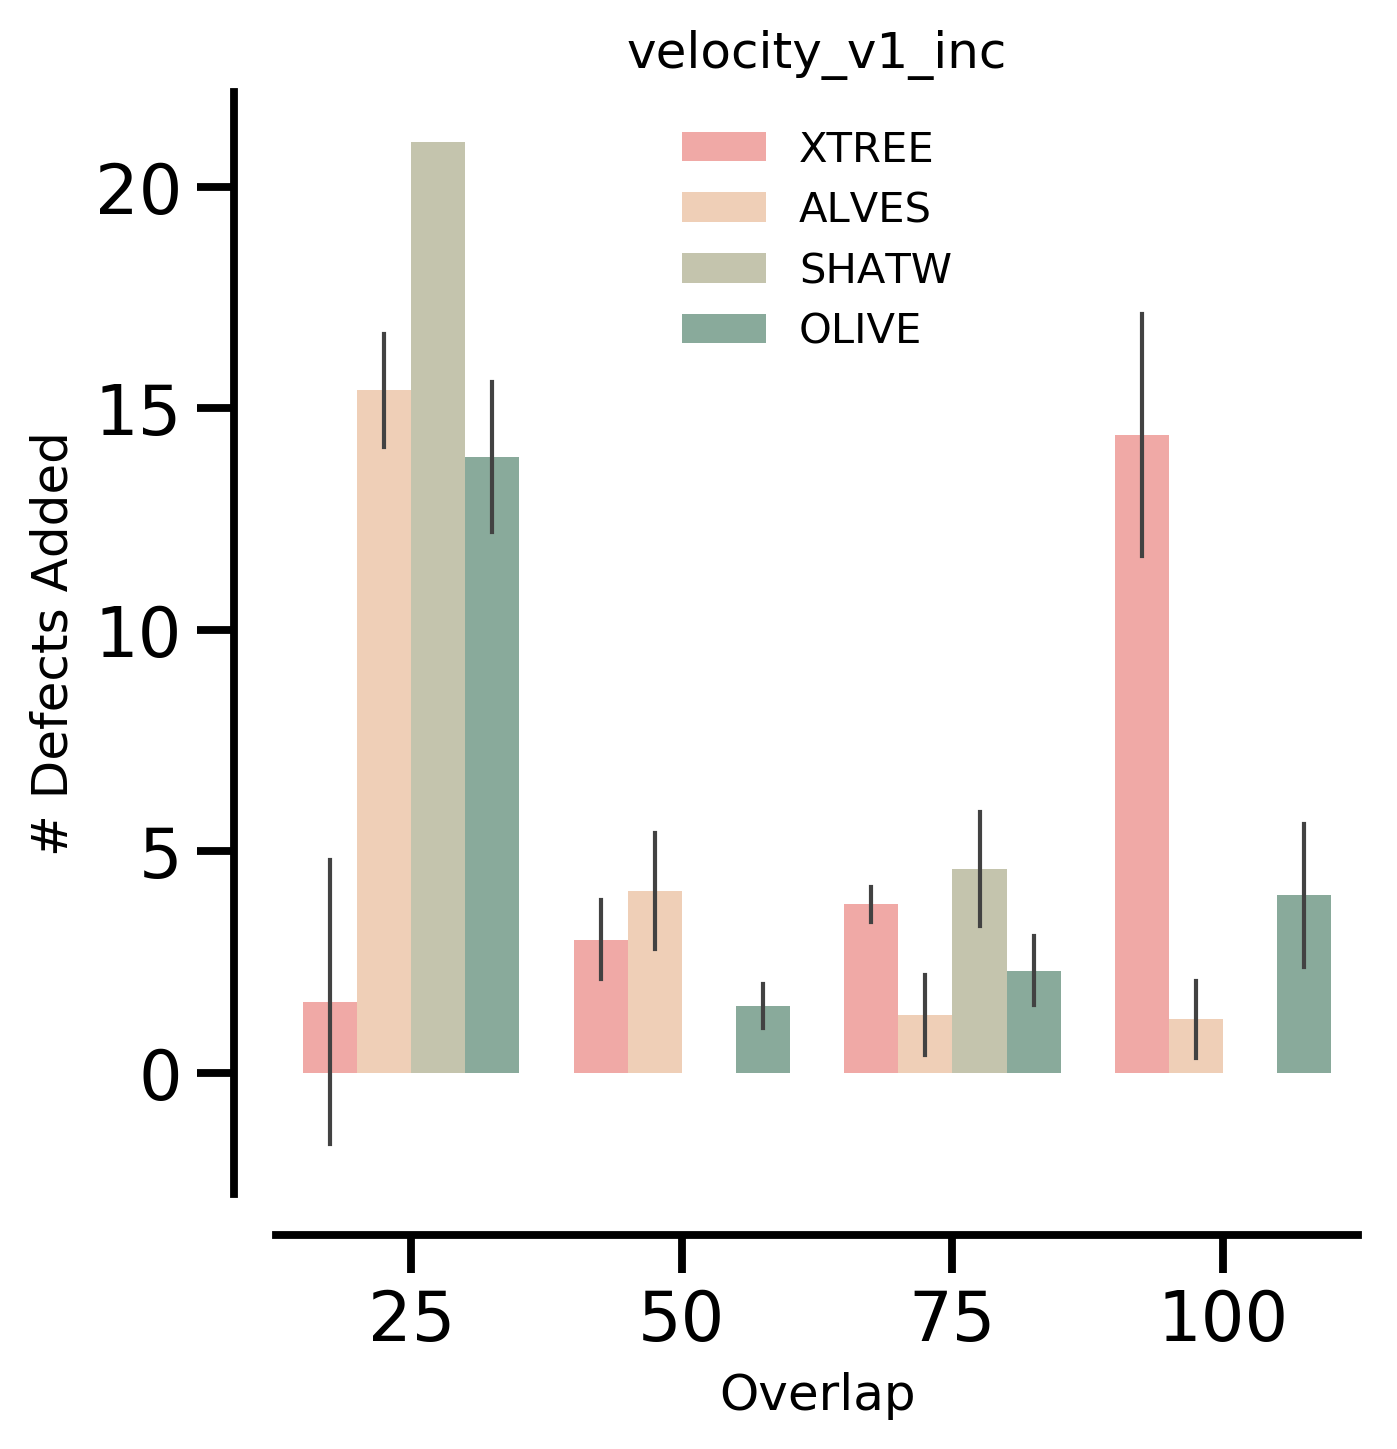 velocity_v1_inc
XTREE
ALVES
SHATW
OLIVE
# Defects Added
20
15
10
5
0
25 50 75 100
Overlap